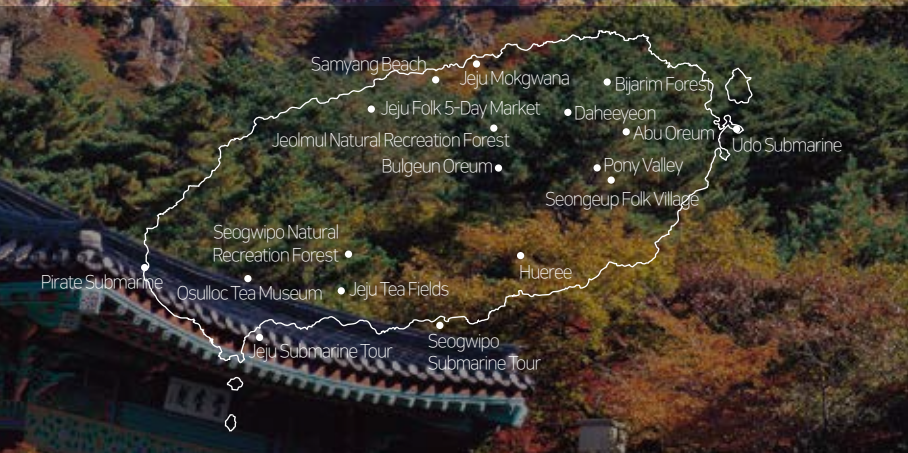 Samyang Beach
Jeju Mokgwana
Bijarim Forest
Jeju Folk 5-Day Market
Daheeyeon
Abu Oreum
Jeolmul Natural Recreation Forest
Udo Submarine
Bulgeun Oreum
Pony Valley
Seongeup Folk Village
Seogwipo Natural
Recreation Forest
Hueree
Pirate Submarine
Osulloc Tea Museum
Jeju Tea Fields
Jeju Submarine Tour
Seogwipo
Submarine Tour